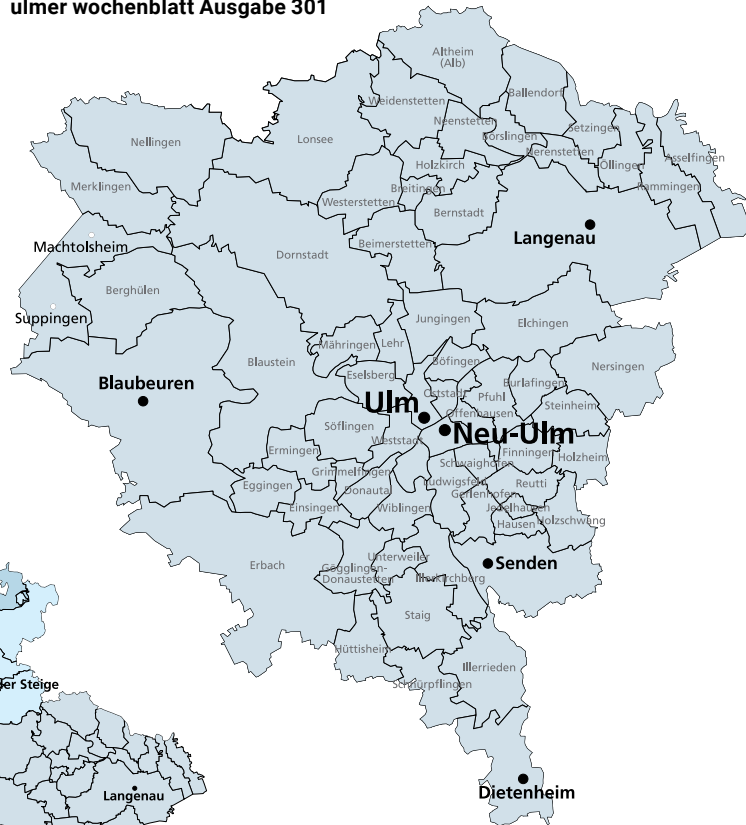 ulmer wochenblatt Ausgabe 301
Altheim
(Alb)
Ballendorf
Weidenstetten
Neenstetten
Börslingen
Setzingen
Nellingen
Lonsee
Nerenstetten
Holzkirch
Öllingen
Asselfingen
Rammingen
Merklingen
Breitingen
Westerstetten
Bernstadt
Langenau
Machtolsheim
Beimerstetten
Dornstadt
Berghülen
Suppingen
Jungingen
Elchingen
Mähringen
Lehr
Böfingen
Blaustein
Nersingen
Eselsberg
Blaubeuren
Burlafingen
Oststadt
Pfuhl
Ulm
Steinheim
Offenhausen
Söflingen
Neu-Ulm
Weststadt
Ermingen
Finningen
Holzheim
Schwaighofen
Grimmelfingen
Ludwigsfeld
Reutti
Eggingen
Donautal
Gerlenhofen
Einsingen
Wiblingen
Jedelhausen
Hausen
Holzschwang
Unterweiler
Erbach
Gögglingen-
Donaustetten
Senden
Illerkirchberg
Staig
Hüttisheim
Illerrieden
Schnürpflingen
er Steige
Langenau
Dietenheim